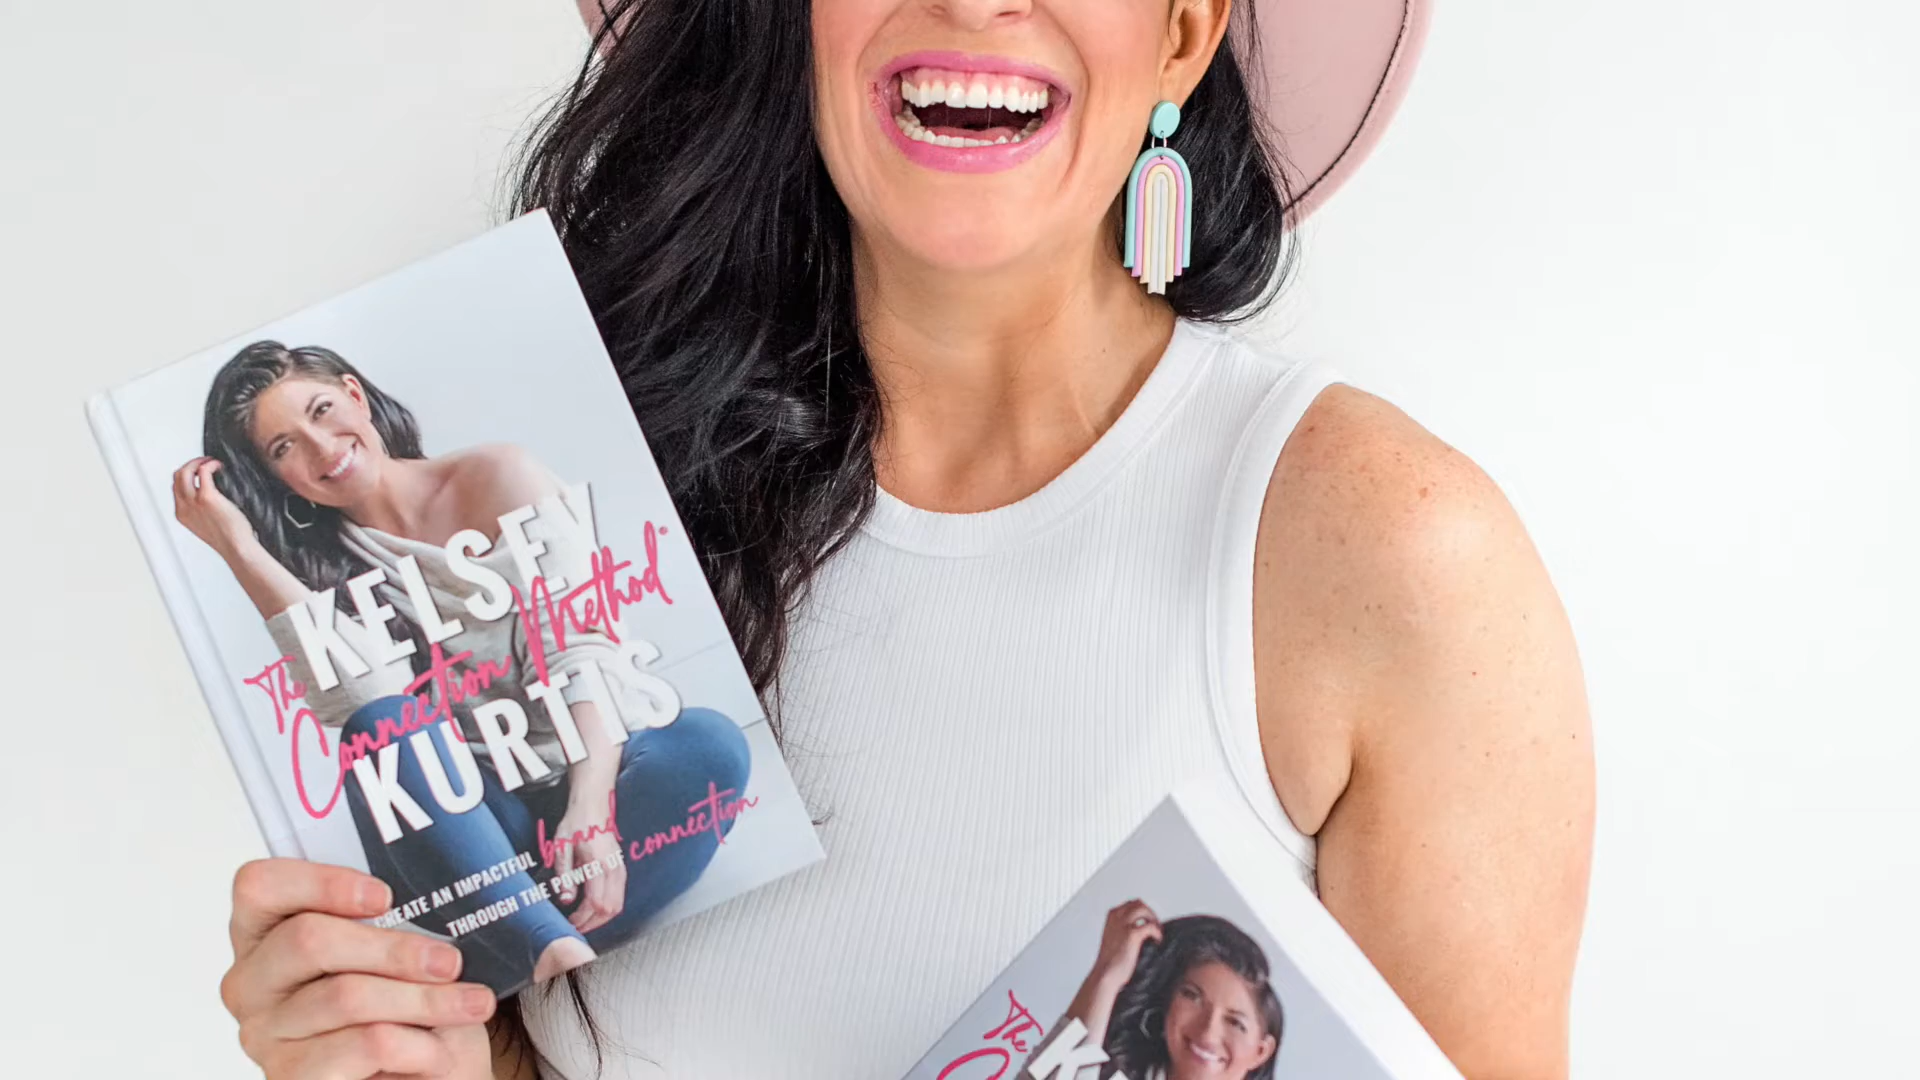 KELSEY
The Connection Method®
KURTIS
CREATE AN IMPACTFUL brand
THROUGH THE POWER OF connection
The